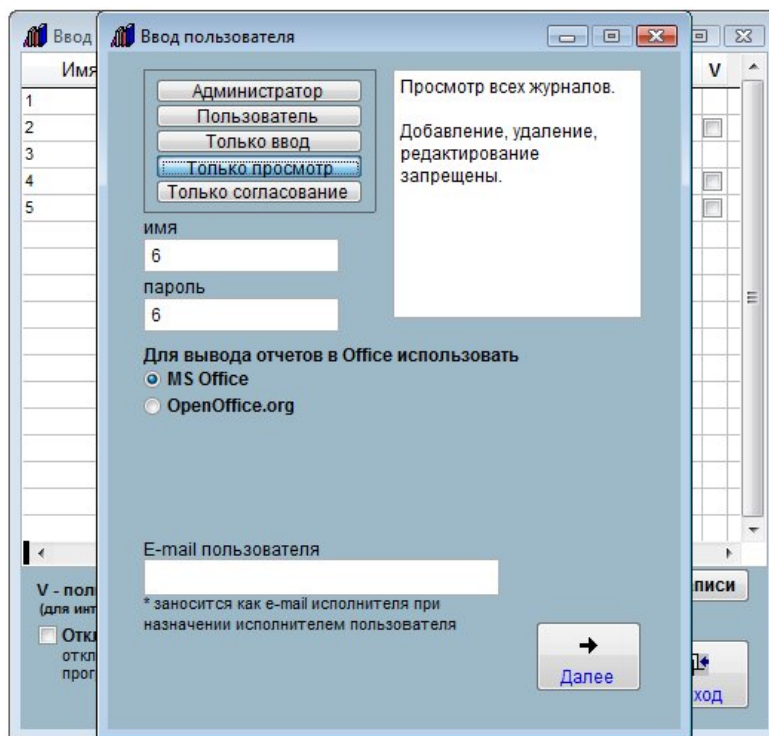 Ввод
Ввод пользователя
Имя
V
1
2
3
4
5
Администратор
Пользователь
Только ввод
Только просмотр
Только согласование
Просмотр всех журналов.
Добавление, удаление,
редактирование
запрещены.
имя
6
пароль
6
Для вывода отчетов в Office использовать
MS Office
OpenOffice.org
E-mail пользователя
* заносится как e-mail исполнителя при
назначении исполнителем пользователя
Далее
V - пол
(для инт
Откл
откл
прог
писи
ход